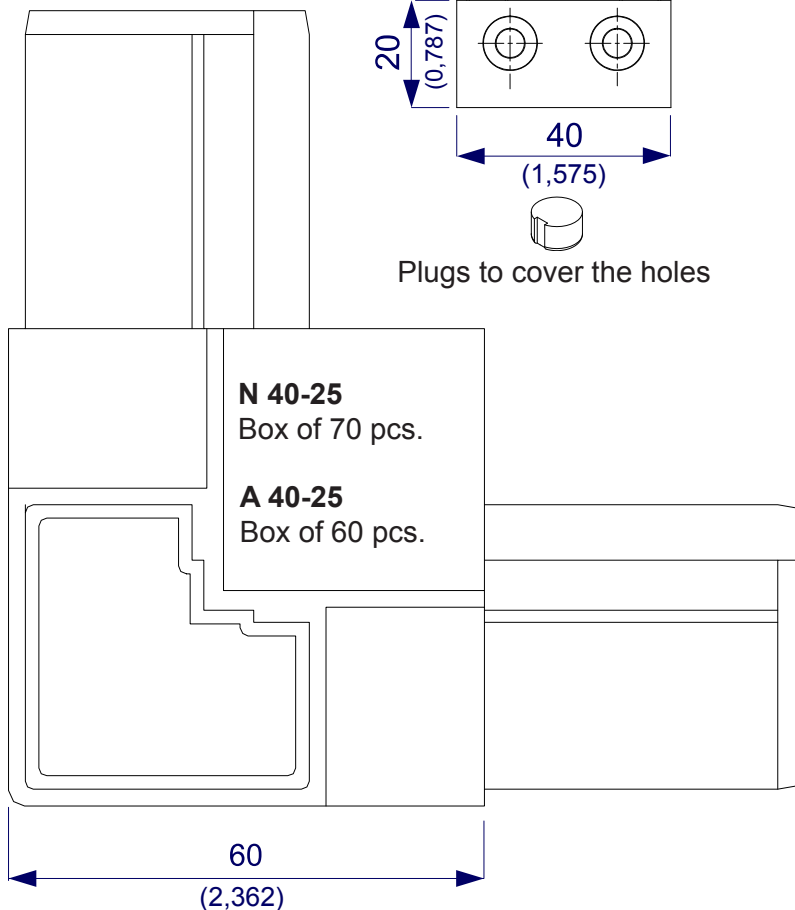 20
(0,787)
40
(1,575)
Plugs to cover the holes
N 40-25
Box of 70 pcs.
A 40-25
Box of 60 pcs.
60
(2,362)